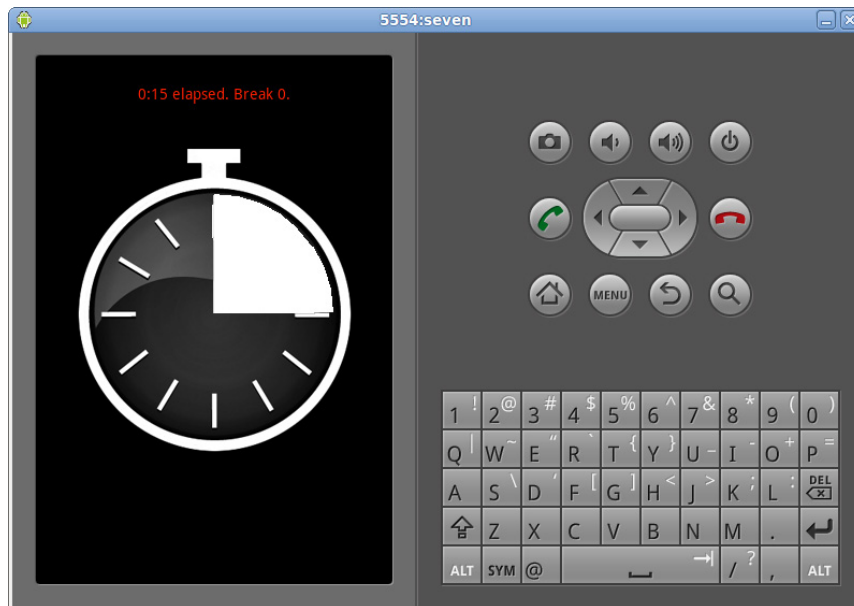 5554:seven
0:15 elapsed. Break 0.
MENU
1 ! 2 @ 3 # 4 $ 5 % 6 ^ 7 & 8 * 9 ( 0 )
Q | W ~ E “ R ` T { Y } U _ I - O + P =
A S \ D ‘ F [ G ] H < J > K ; L : DEL
Z X C V B N M .
ALT SYM @ / ? , ALT